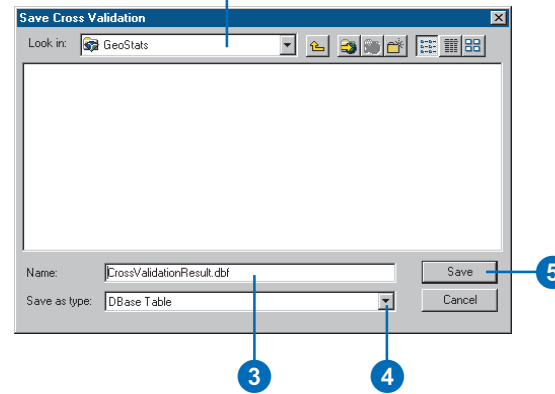 Save Cross Validation
Look in: GeoStats
Name: CrossValidationResult.dbf Save
5
Save as type: DBase Table Cancel
3 4